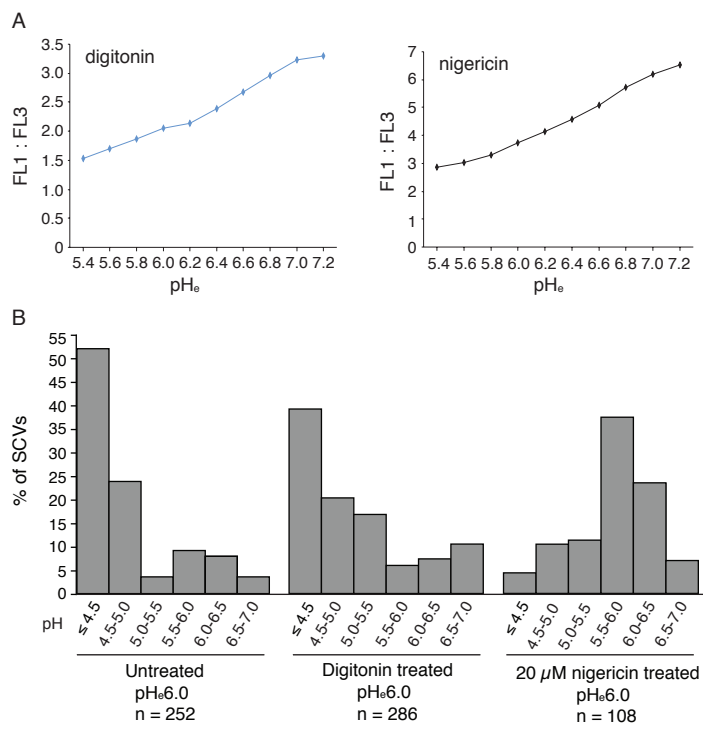 A
digitonin
FL1 : FL3
3.5
3.0
2.5
2.0
1.5
1.0
0.5
0
5.4 5.6 5.8 6.0 6.2 6.4 6.6 6.8 7.0 7.2
pHₑ
nigericin
FL1 : FL3
7
6
5
4
3
2
1
0
5.4 5.6 5.8 6.0 6.2 6.4 6.6 6.8 7.0 7.2
pHₑ
B
% of SCVs
55
50
45
40
35
30
25
20
15
10
5
0
pH
≤ 4.5 4.5-5.0 5.0-5.5 5.5-6.0 6.0-6.5 6.5-7.0
Untreated
pHₑ6.0
n = 252
≤ 4.5 4.5-5.0 5.0-5.5 5.5-6.0 6.0-6.5 6.5-7.0
Digitonin treated
pHₑ6.0
n = 286
≤ 4.5 4.5-5.0 5.0-5.5 5.5-6.0 6.0-6.5 6.5-7.0
20 µM nigericin treated
pHₑ6.0
n = 108